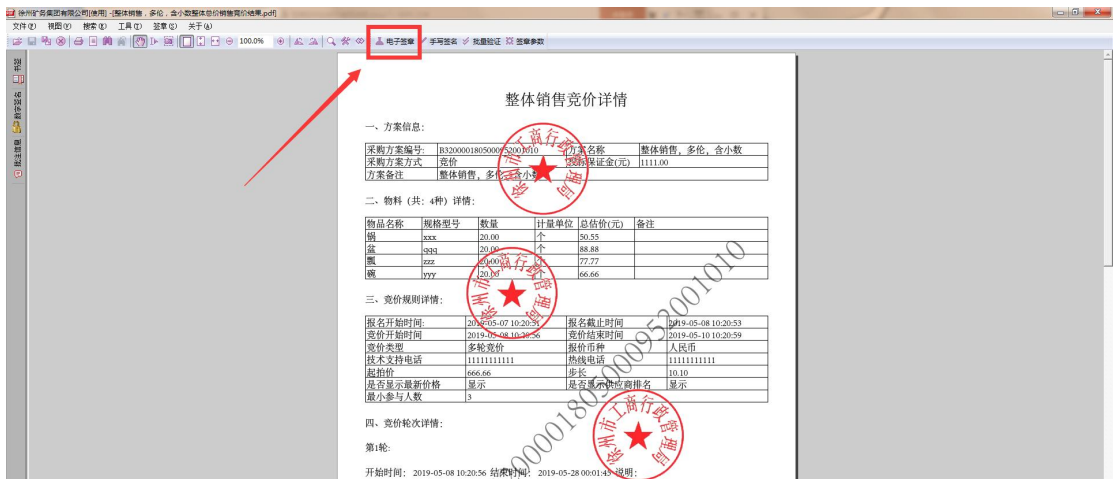 徐州矿务集团有限公司[使用] -[整体销售，多伦，含小数整体总价销售竞价结果.pdf]
文件(F) 视图(V) 搜索(R) 工具(T) 签章(S) 关于(A)
100.0% 电子签章 手写签名 批量验证 签章参数
书签
数字签名
批注信息
整体销售竞价详情
一、方案信息：
采购方案编号: B3200001805000952001010 方案名称 整体销售，多伦，含小数
采购方案方式 竞价 投标保证金(元) 1111.00
方案备注 整体销售，多伦，含小数
二、物料（共：4种）详情：
物品名称 规格型号 数量 计量单位 总估价(元) 备注
锅 xxx 20.00 个 50.55
盆 qqq 20.00 个 88.88
瓢 zzz 20.00 个 77.77
碗 yyy 20.00 个 66.66
三、竞价规则详情：
报名开始时间: 2019-05-07 10:20:51 报名截止时间 2019-05-08 10:20:53
竞价开始时间 2019-05-08 10:20:56 竞价结束时间 2019-05-10 10:20:59
竞价类型 多轮竞价 报价币种 人民币
技术支持电话 11111111111 热线电话 11111111111
起拍价 666.66 步长 10.10
是否显示最新价格 显示 是否显示供应商排名 显示
最小参与人数 3
四、竞价轮次详情：
第1轮:
开始时间： 2019-05-08 10:20:56 结束时间： 2019-05-28 00:01:45 说明：
徐州市工商行政管理局
徐州市工商行政管理局
徐州市工商行政管理局
00001805000952001010